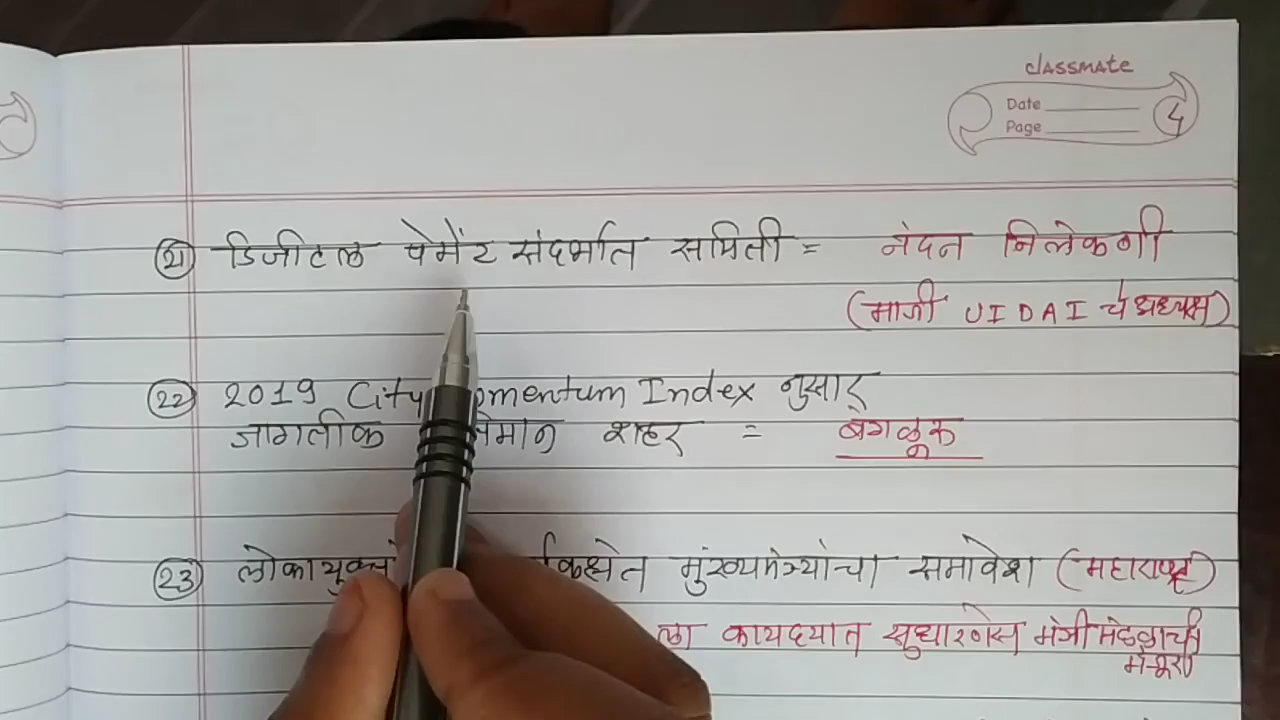 classmate
Date
Page
4
21 डिजीटल पेमेंट संदर्भात समिती = नंदन निलेकणी
(माजी UIDAI चे अध्यक्ष)
22 2019 City Momentum Index नुसार
जागतीक शहर = बंगळूरू
23 मुंख्यमंत्र्यांचा समावेश (महाराष्ट्र)
कायद्यात सुधारणेस मंत्रीमंडळाची
मंजूरी